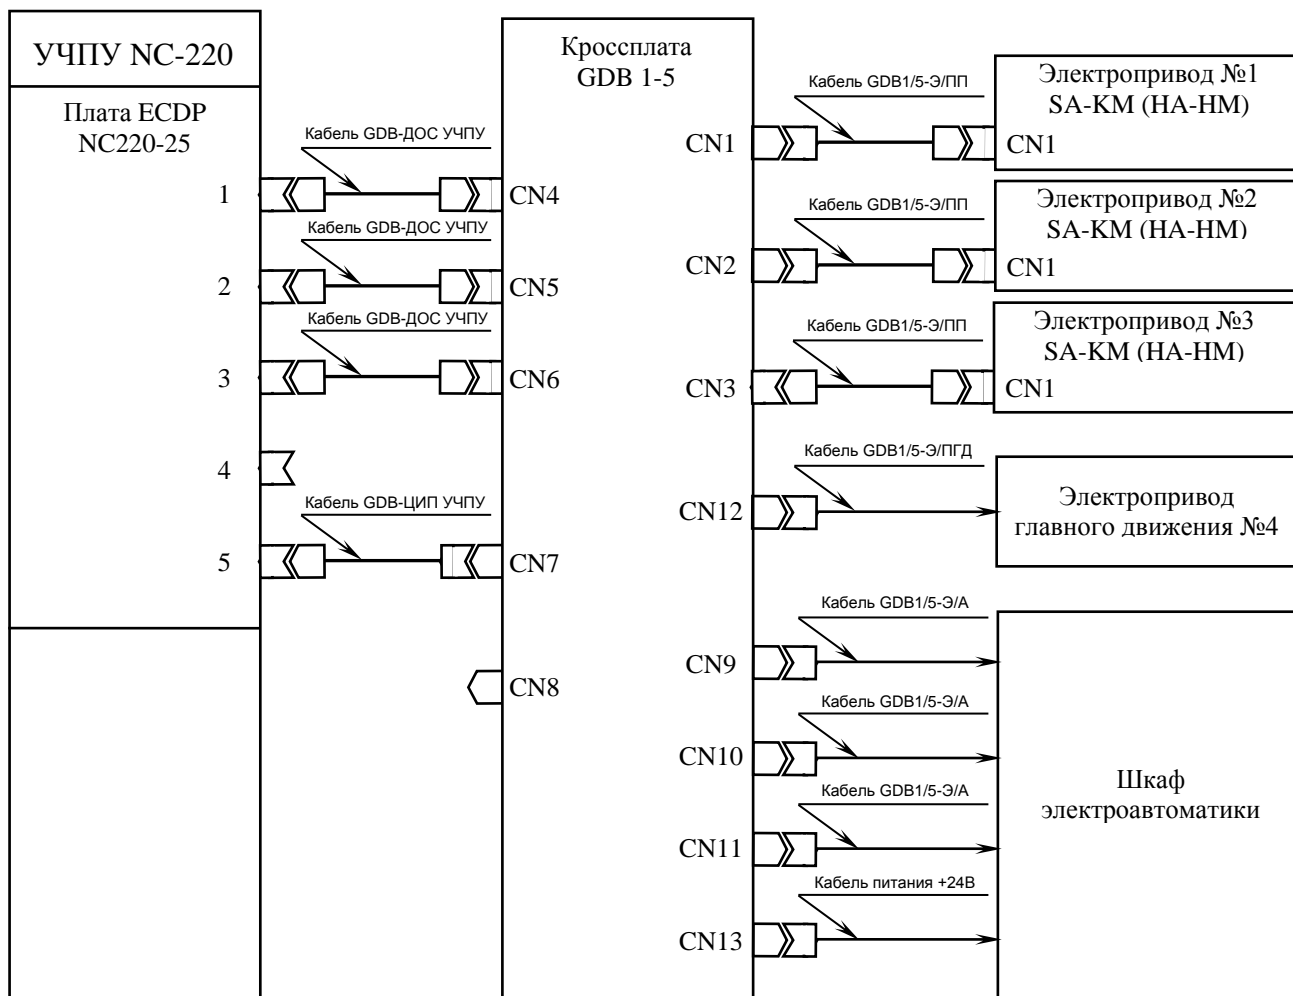 УЧПУ NC-220
Плата ECDP
NC220-25
1
2
3
4
5
Кабель GDB-ДОС УЧПУ
Кабель GDB-ДОС УЧПУ
Кабель GDB-ДОС УЧПУ
Кабель GDB-ЦИП УЧПУ
Кроссплата
GDB 1-5
CN4
CN5
CN6
CN7
CN8
CN1
CN2
CN3
CN12
CN9
CN10
CN11
CN13
Кабель GDB1/5-Э/ПП
Кабель GDB1/5-Э/ПП
Кабель GDB1/5-Э/ПП
Кабель GDB1/5-Э/ПГД
Кабель GDB1/5-Э/А
Кабель GDB1/5-Э/А
Кабель GDB1/5-Э/А
Кабель питания +24В
Электропривод №1
SA-KM (HA-HM)
CN1
Электропривод №2
SA-KM (HA-HM)
CN1
Электропривод №3
SA-KM (HA-HM)
CN1
Электропривод
главного движения №4
Шкаф
электроавтоматики